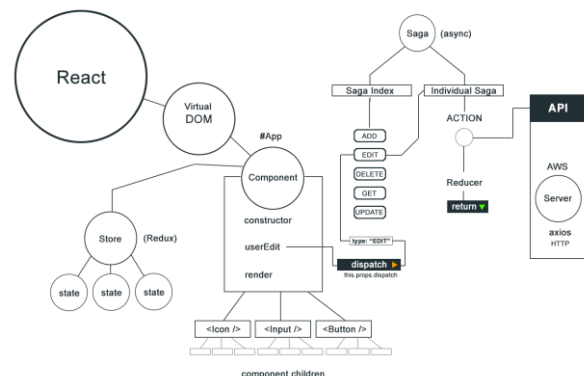 React
Virtual
DOM
#App
Component
constructor
userEdit
render
Store
(Redux)
state
state
state
<Icon />
<Input />
<Button />
component children
Saga
(async)
Saga Index
Individual Saga
ADD
EDIT
DELETE
GET
UPDATE
type: "EDIT"
dispatch
this.props.dispatch
ACTION
Reducer
return
API
AWS
Server
axios
HTTP